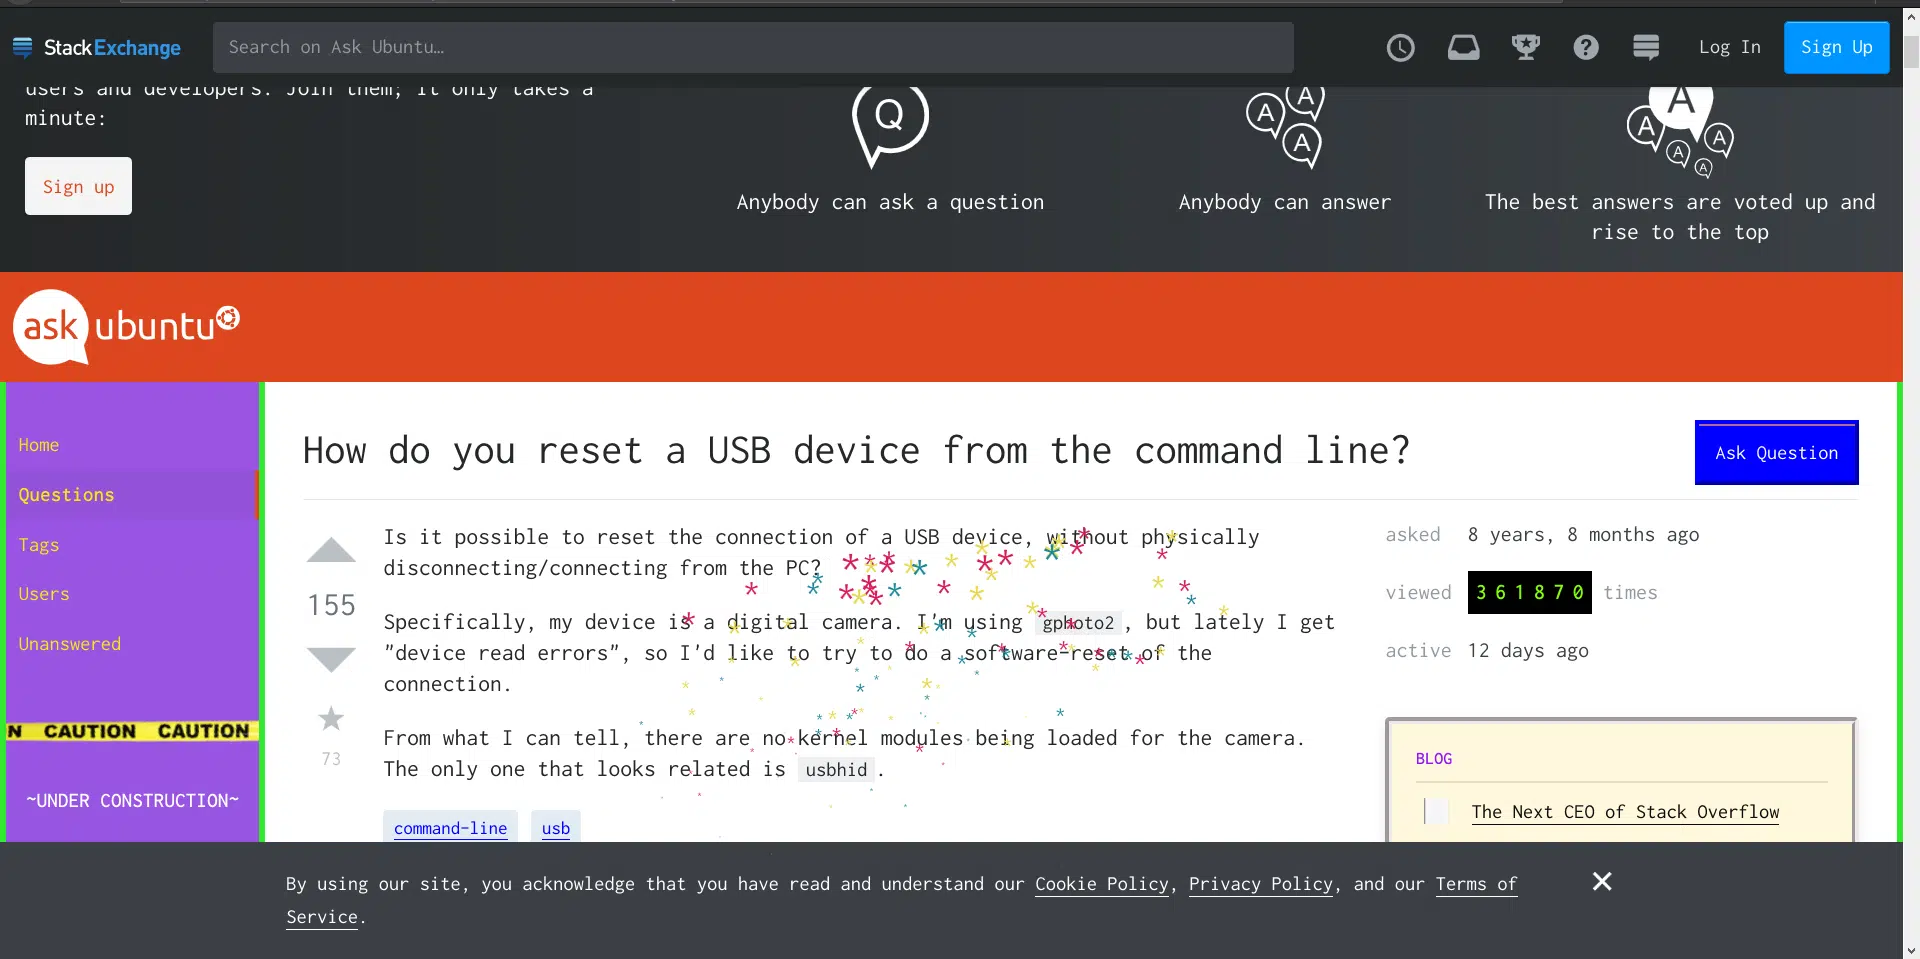 StackExchange
Search on Ask Ubuntu…
Log In
Sign Up
users and developers. Join them; it only takes a
minute:
Sign up
Q
Anybody can ask a question
A
A
A
Anybody can answer
A
A
A
A
A
The best answers are voted up and
rise to the top
ask ubuntu
Home
Questions
Tags
Users
Unanswered
N CAUTION CAUTION
~UNDER CONSTRUCTION~
How do you reset a USB device from the command line?
Ask Question
155
73
Is it possible to reset the connection of a USB device, without physically
disconnecting/connecting from the PC?
Specifically, my device is a digital camera. I'm using gphoto2, but lately I get
"device read errors", so I'd like to try to do a software-reset of the
connection.
From what I can tell, there are no kernel modules being loaded for the camera.
The only one that looks related is usbhid.
command-line usb
asked 8 years, 8 months ago
viewed 361870 times
active 12 days ago
BLOG
The Next CEO of Stack Overflow
By using our site, you acknowledge that you have read and understand our Cookie Policy, Privacy Policy, and our Terms of
Service.